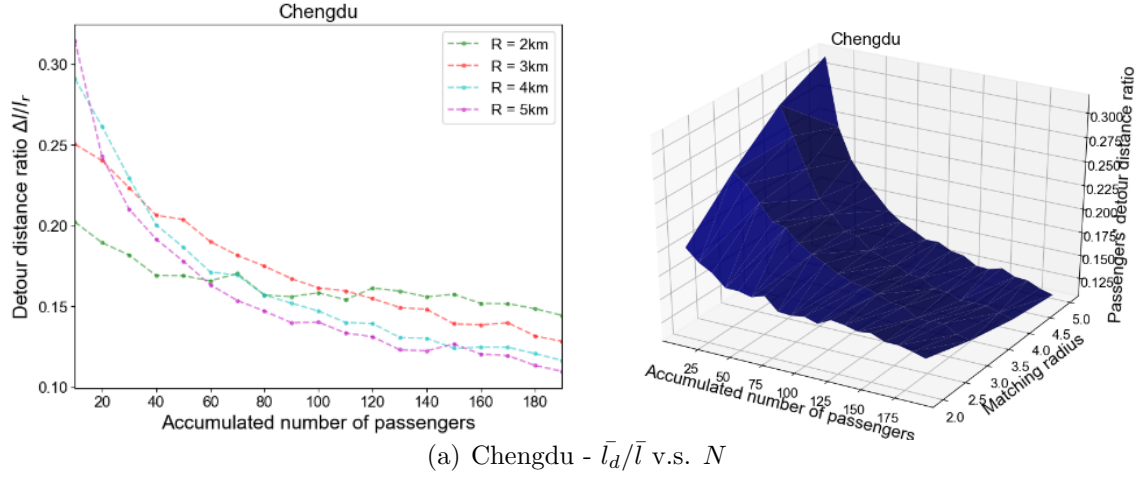 Chengdu
Detour distance ratio Δl/l_r
0.30
0.25
0.20
0.15
0.10
R = 2km
R = 3km
R = 4km
R = 5km
20 40 60 80 100 120 140 160 180
Accumulated number of passengers
Chengdu
Passengers' detour distance ratio
0.300
0.275
0.250
0.225
0.200
0.175
0.150
0.125
25 50 75 100 125 150 175
Accumulated number of passengers
2.0 2.5 3.0 3.5 4.0 4.5 5.0
Matching radius
(a) Chengdu - l̄_d/l̄ v.s. N